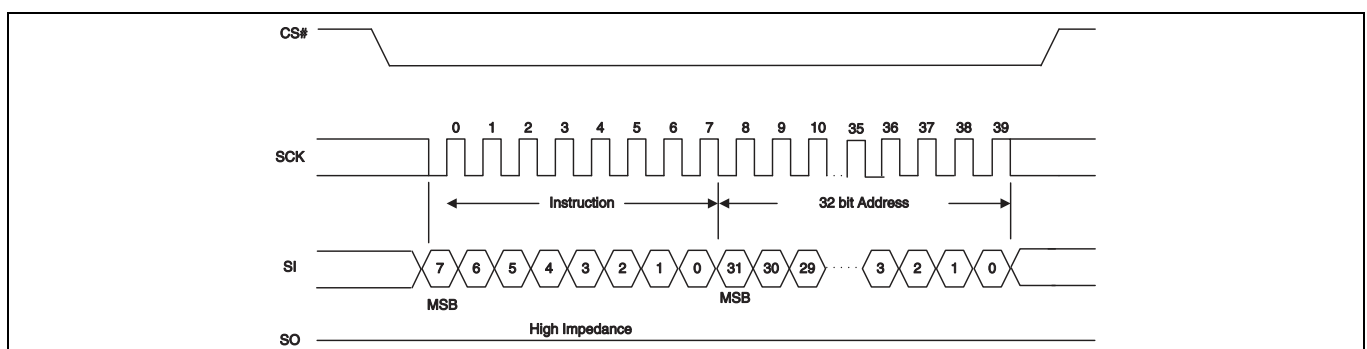 CS#
0 1 2 3 4 5 6 7 8 9 10 35 36 37 38 39
SCK
Instruction 32 bit Address
SI 7 6 5 4 3 2 1 0 31 30 29 3 2 1 0
MSB MSB
High Impedance
SO